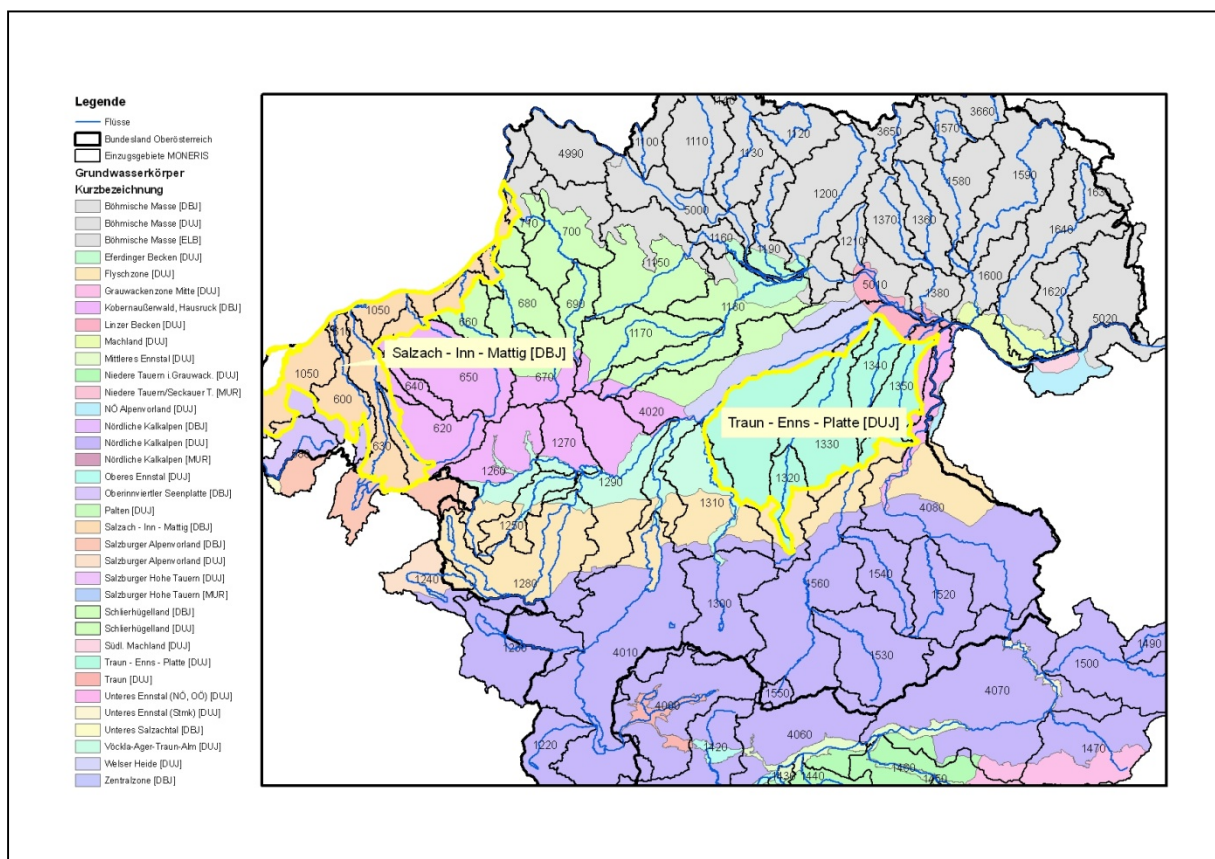 Legende
Flüsse
Bundesland Oberösterreich
Einzugsgebiete MONERIS
Grundwasserkörper
Kurzbezeichnung
Böhmische Masse [DBJ]
Böhmische Masse [DUJ]
Böhmische Masse [ELB]
Eferdinger Becken [DUJ]
Flyschzone [DUJ]
Grauwackenzone Mitte [DUJ]
Kobernaußerwald, Hausruck [DBJ]
Linzer Becken [DUJ]
Machland [DUJ]
Mittleres Ennstal [DUJ]
Niedere Tauern i.Grauwack. [DUJ]
Niedere Tauern/Seckauer T. [MUR]
NÖ Alpenvorland [DUJ]
Nördliche Kalkalpen [DBJ]
Nördliche Kalkalpen [DUJ]
Nördliche Kalkalpen [MUR]
Oberes Ennstal [DUJ]
Oberinnviertler Seenplatte [DBJ]
Palten [DUJ]
Salzach - Inn - Mattig [DBJ]
Salzburger Alpenvorland [DBJ]
Salzburger Alpenvorland [DUJ]
Salzburger Hohe Tauern [DUJ]
Salzburger Hohe Tauern [MUR]
Schlierhügelland [DBJ]
Schlierhügelland [DUJ]
Südl. Machland [DUJ]
Traun - Enns - Platte [DUJ]
Traun [DUJ]
Unteres Ennstal (NÖ, OÖ) [DUJ]
Unteres Ennstal (Stmk) [DUJ]
Unteres Salzachtal [DBJ]
Vöckla-Ager-Traun-Alm [DUJ]
Welser Heide [DUJ]
Zentralzone [DBJ]
3660
1120
3650
1570
4990
1100
1110
1130
1590
1580
1630
1200
1370
1360
5000
1640
700
1160
1190
1210
1600
680
690
1180
5010
1380
1620
5020
1050
660
1170
Salzach - Inn - Mattig [DBJ]
1340
1050
640
650
670
1350
600
4020
Traun - Enns - Platte [DUJ]
620
1270
1330
630
1260
1290
1320
1310
4080
1250
1240
1280
1560
1540
1520
1300
4010
1530
1490
1500
1550
4070
4060
1220
1420
1470
1440
1450